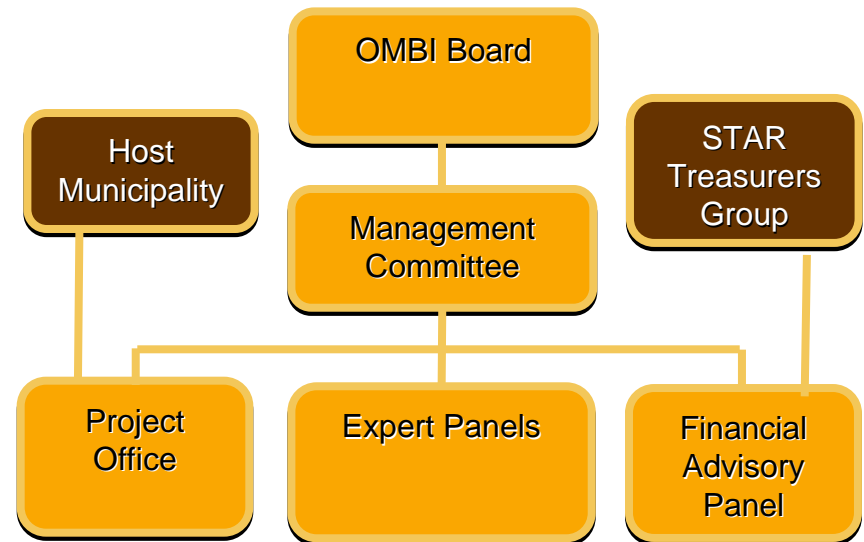 OMBI Board
Host
Municipality
STAR
Treasurers
Group
Management
Committee
Project
Office
Expert Panels
Financial
Advisory
Panel